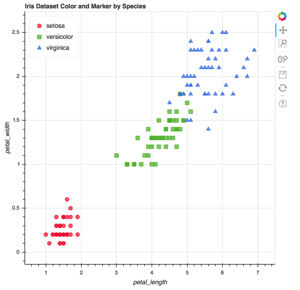 Iris Dataset Color and Marker by Species
setosa
versicolor
virginica
petal_width
2.5
2
1.5
1
0.5
0
1
2
3
4
5
6
7
petal_length